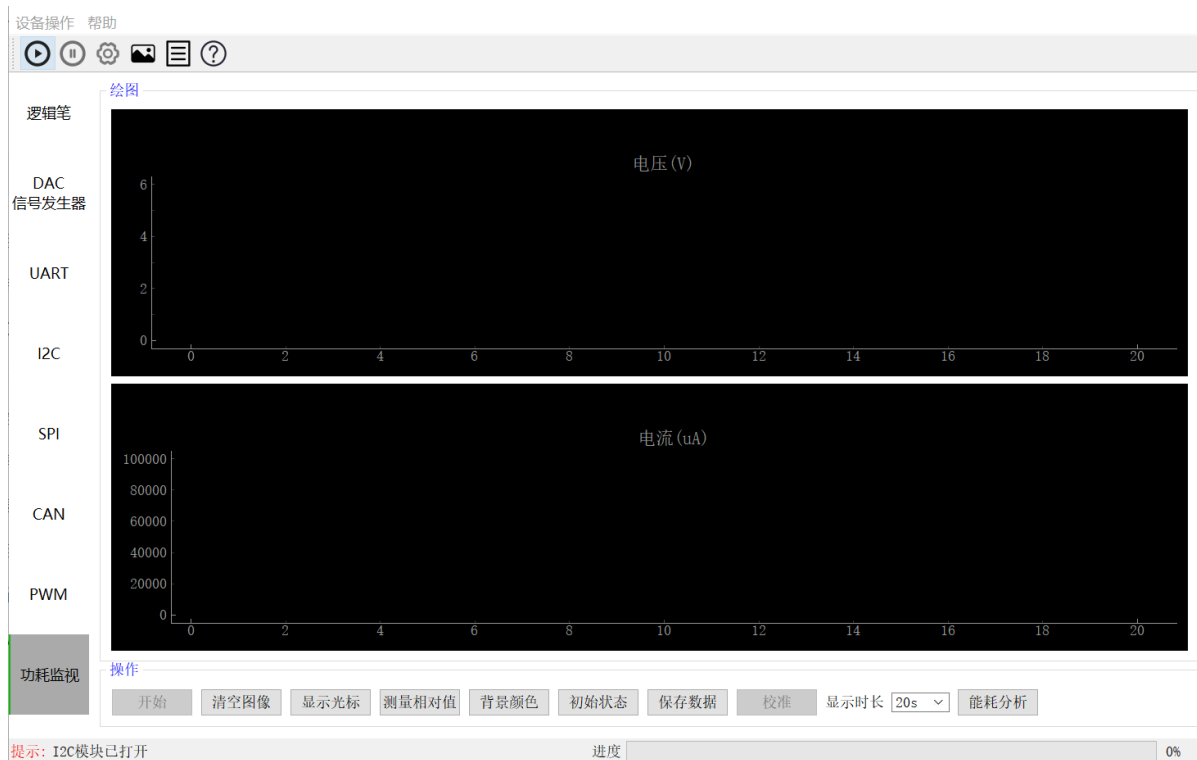 设备操作 帮助
绘图
逻辑笔
DAC
信号发生器
UART
I2C
SPI
CAN
PWM
功耗监视
电压(V)
6
4
2
0
0 2 4 6 8 10 12 14 16 18 20
电流(uA)
100000
80000
60000
40000
20000
0
0 2 4 6 8 10 12 14 16 18 20
操作
开始 清空图像 显示光标 测量相对值 背景颜色 初始状态 保存数据 校准 显示时长 20s 能耗分析
提示: I2C模块已打开 进度 0%